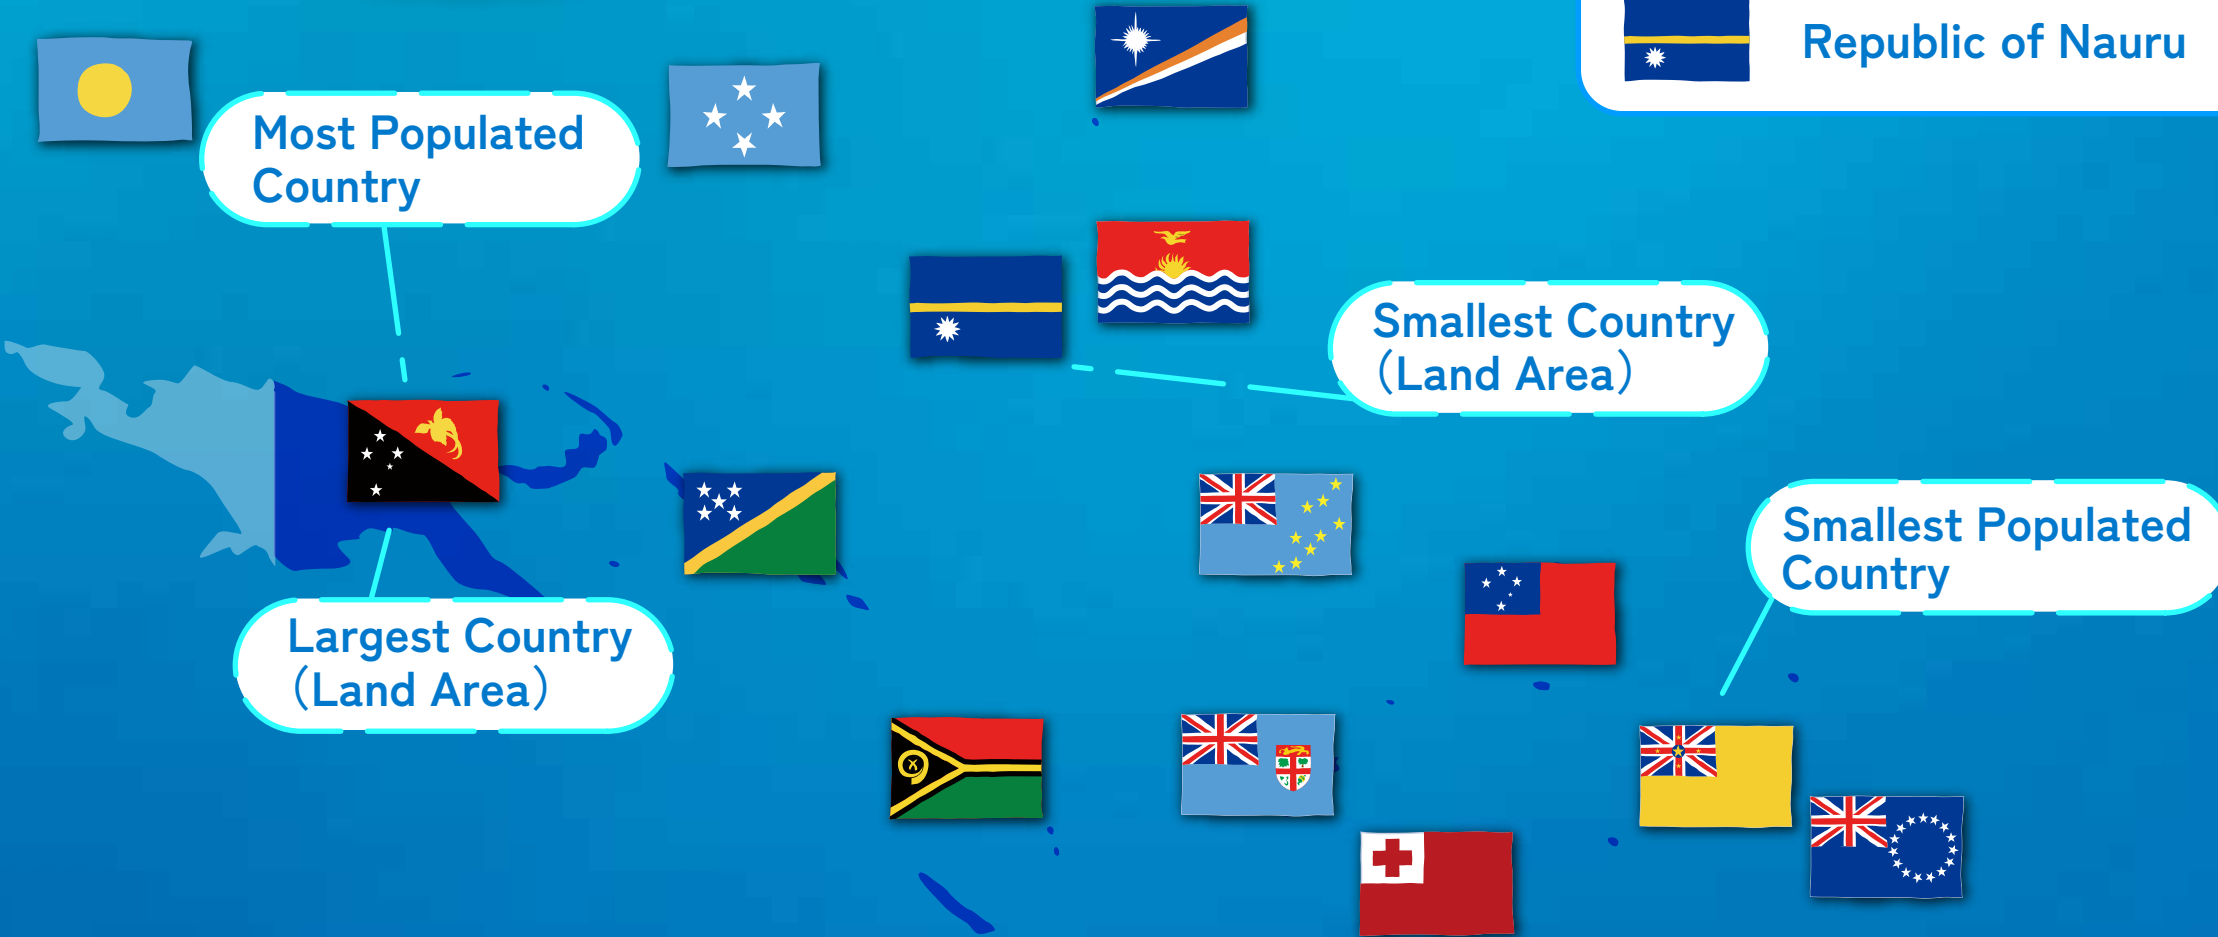 Republic of Nauru
Most Populated
Country
Smallest Country
（Land Area）
Smallest Populated
Country
Largest Country
（Land Area）